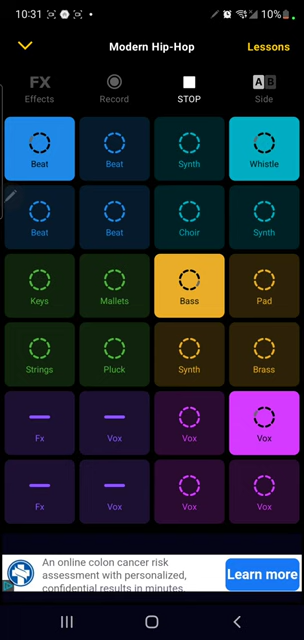 10:31 10%
Modern Hip-Hop Lessons
FX A B
Effects Record STOP Side
Beat Beat Synth Whistle
Beat Beat Choir Synth
Keys Mallets Bass Pad
Strings Pluck Synth Brass
Fx Vox Vox Vox
Fx Vox Vox Vox
An online colon cancer risk
assessment with personalized,
confidential results in minutes.
Learn more